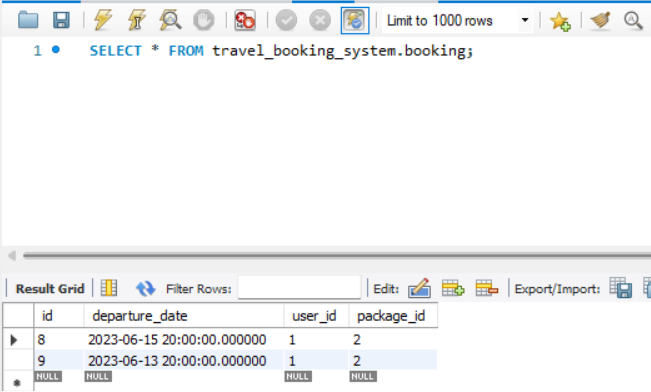 Limit to 1000 rows
1 SELECT * FROM travel_booking_system.booking;
Result Grid Filter Rows: Edit: Export/Import:
id departure_date user_id package_id
8 2023-06-15 20:00:00.000000 1 2
9 2023-06-13 20:00:00.000000 1 2
NULL NULL NULL NULL